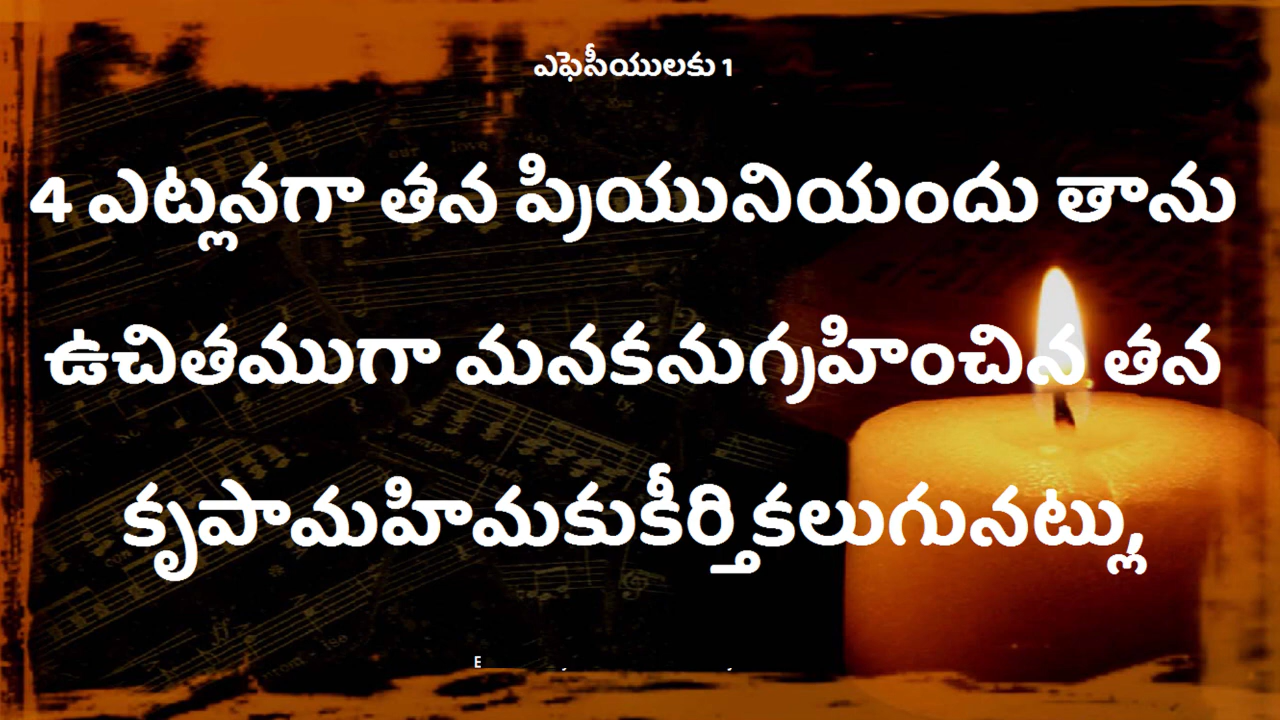 ఎఫెసీయులకు 1
4 ఎట్లనగా తన ప్రియునియందు తాను
ఉచితముగా మనకనుగ్రహించిన తన
కృపామహిమకుకీర్తికలుగునట్లు,